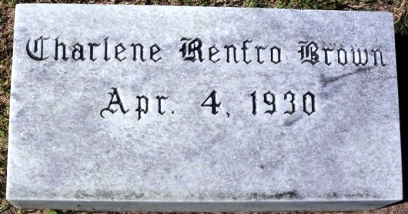 Charlene Renfro Brown
Apr. 4, 1930